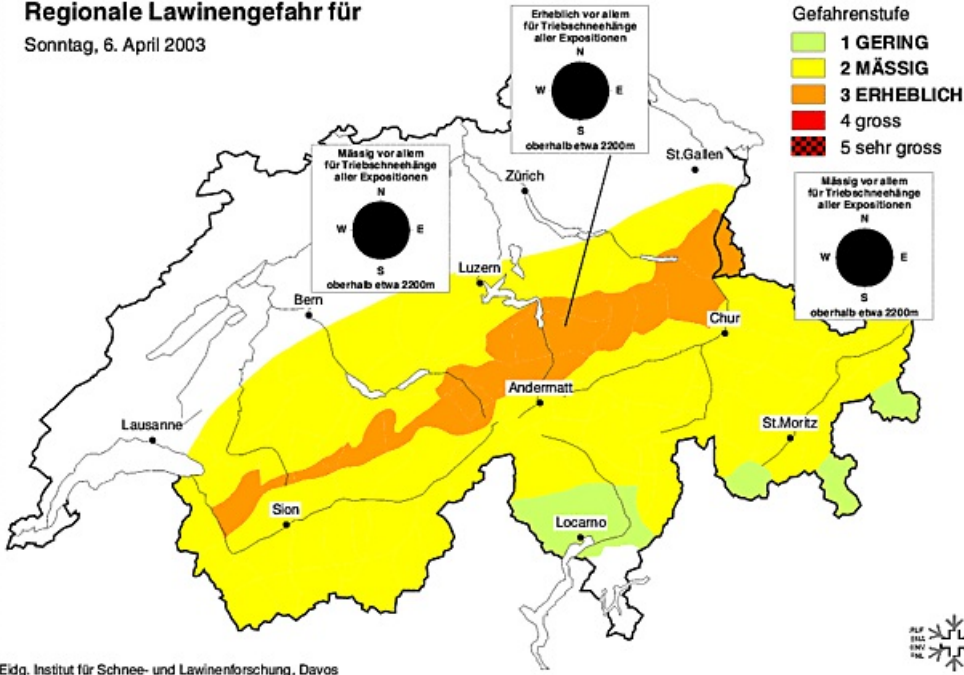 Regionale Lawinengefahr für
Sonntag, 6. April 2003
Erheblich vor allem
für Triebschneehänge
aller Expositionen
N
W E
S
oberhalb etwa 2200m
Gefahrenstufe
1 GERING
2 MÄSSIG
3 ERHEBLICH
4 gross
5 sehr gross
Mässig vor allem
für Triebschneehänge
aller Expositionen
N
W E
S
oberhalb etwa 2200m
Mässig vor allem
für Triebschneehänge
aller Expositionen
N
W E
S
oberhalb etwa 2200m
St.Gallen
Zürich
Luzern
Bern
Chur
Andermatt
Lausanne
St.Moritz
Sion
Locarno
Eidg. Institut für Schnee- und Lawinenforschung, Davos